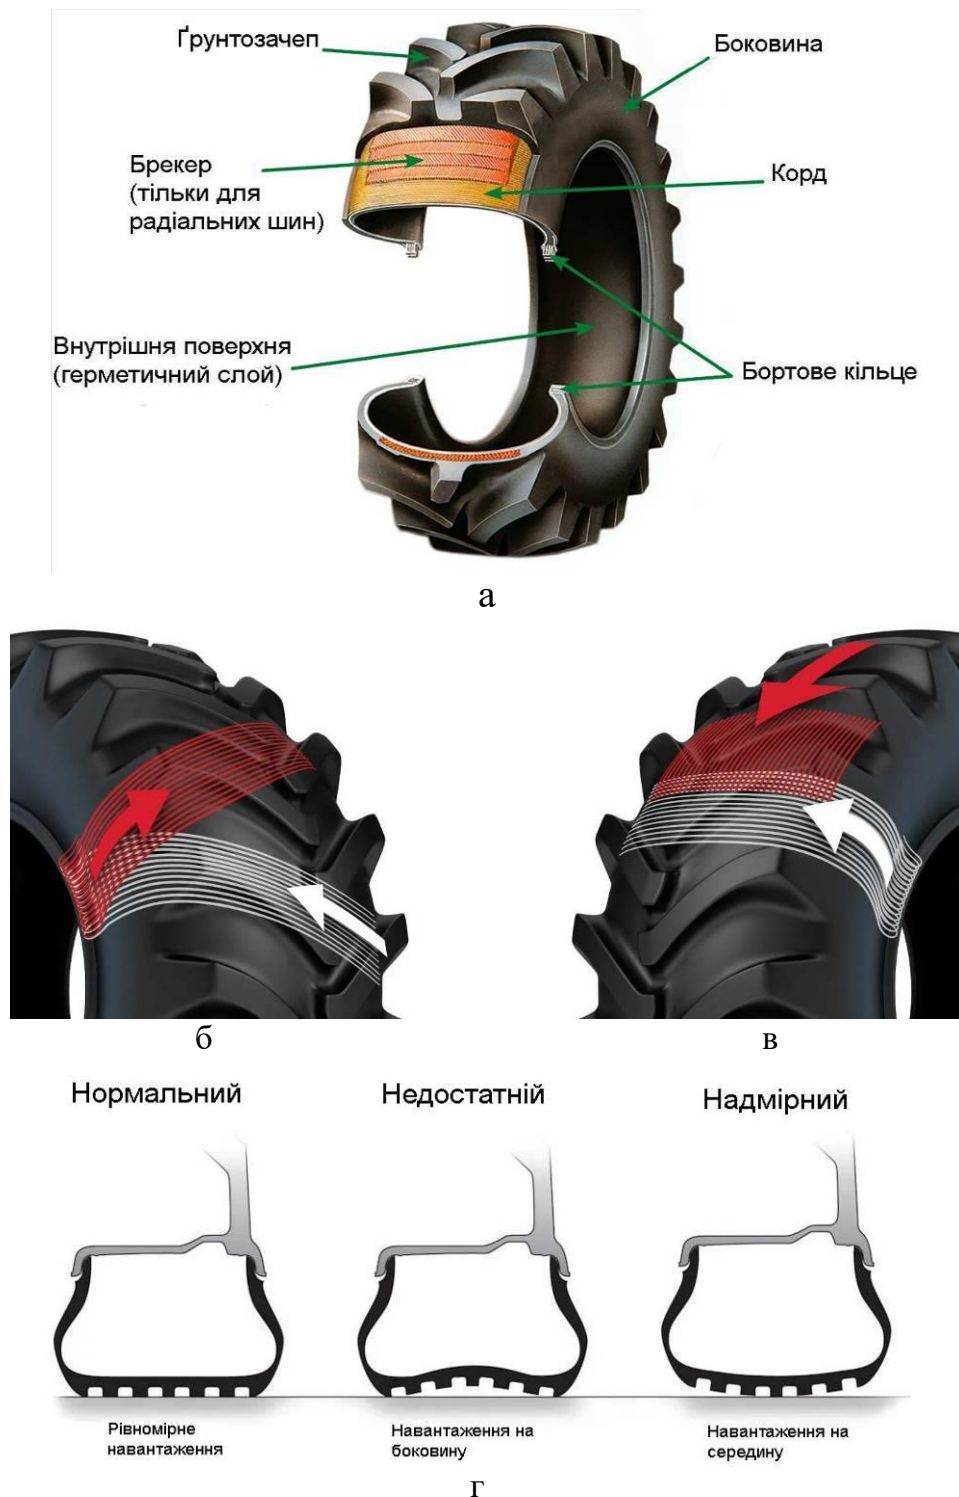 Ґрунтозачеп
Боковина
Брекер
(тільки для
радіальних шин)
Корд
Внутрішня поверхня
(герметичний слой)
Бортове кільце
а
б
в
Нормальний
Недостатній
Надмірний
Рівномірне
навантаження
Навантаження на
боковину
Навантаження на
середину
г